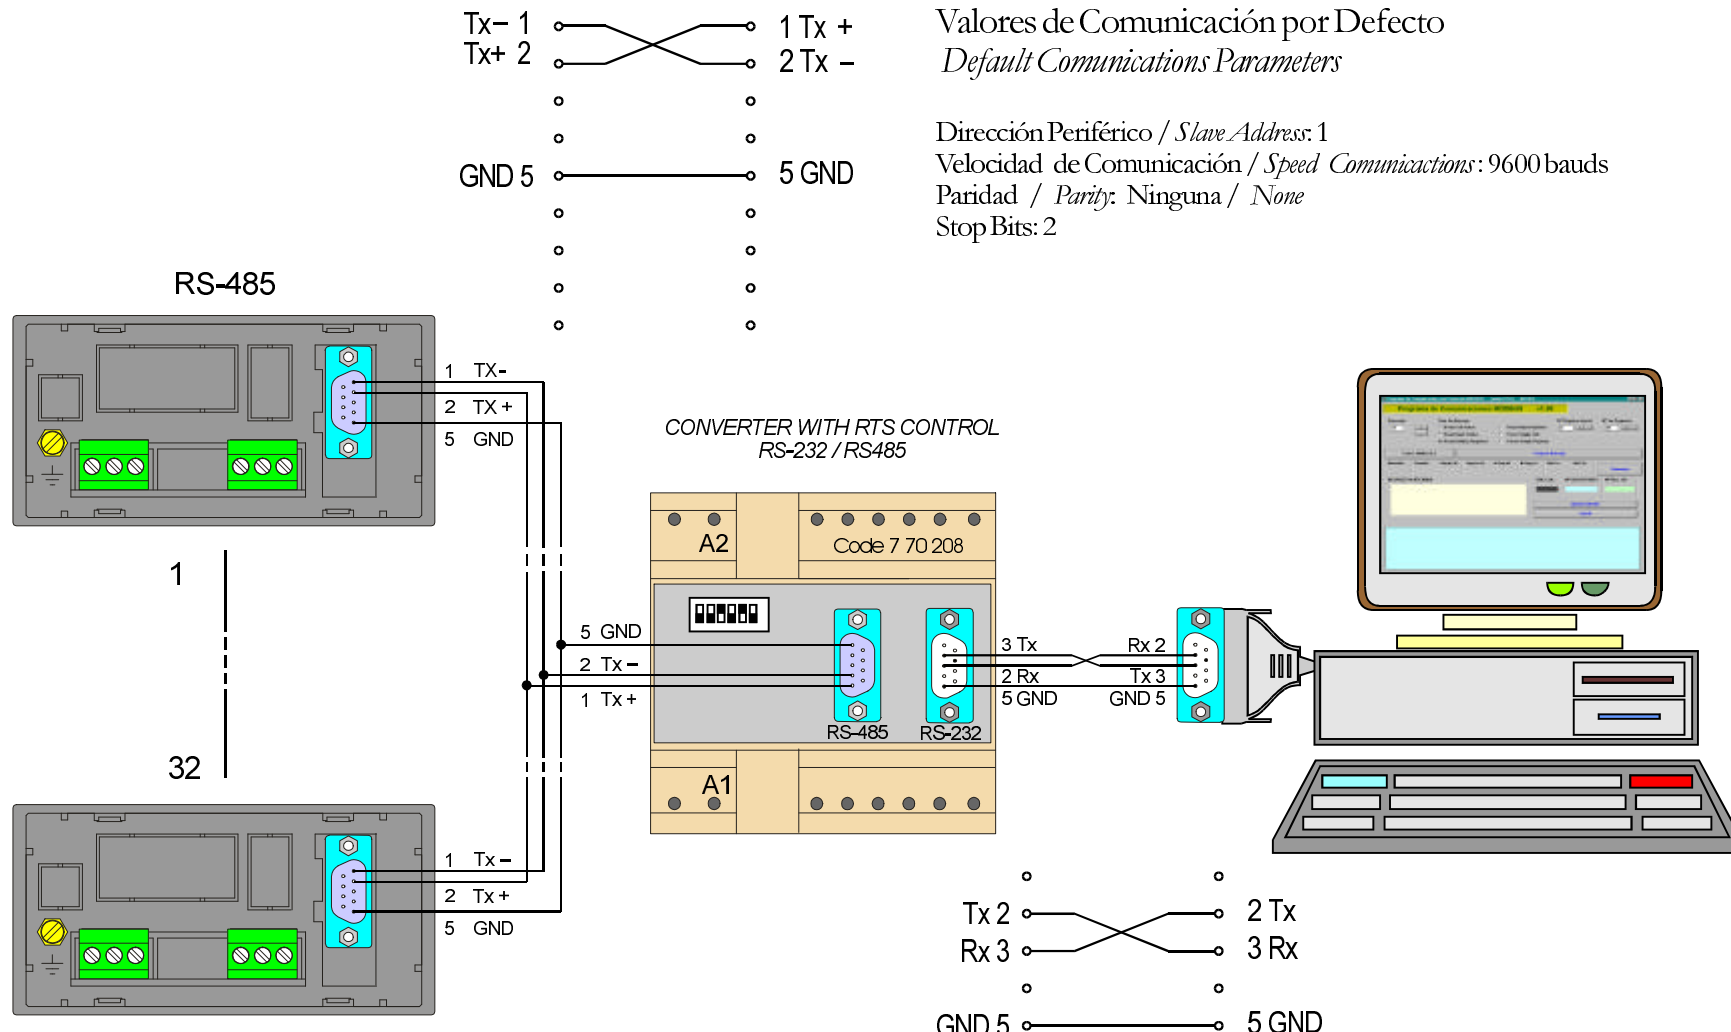 Tx– 1
Tx+ 2
1 Tx +
2 Tx –
GND 5
5 GND
Valores de Comunicación por Defecto
Default Comunications Parameters
Dirección Periférico / Slave Address: 1
Velocidad de Comunicación / Speed Comunicactions : 9600 bauds
Paridad / Parity: Ninguna / None
Stop Bits: 2
RS-485
1 TX-
2 TX +
5 GND
1
32
CONVERTER WITH RTS CONTROL
RS-232 / RS485
A2
Code 7 70 208
5 GND
2 Tx –
1 Tx +
RS-485
RS-232
A1
3 Tx
2 Rx
5 GND
Rx 2
Tx 3
GND 5
1 Tx –
2 Tx +
5 GND
Tx 2
Rx 3
2 Tx
3 Rx
GND 5
5 GND